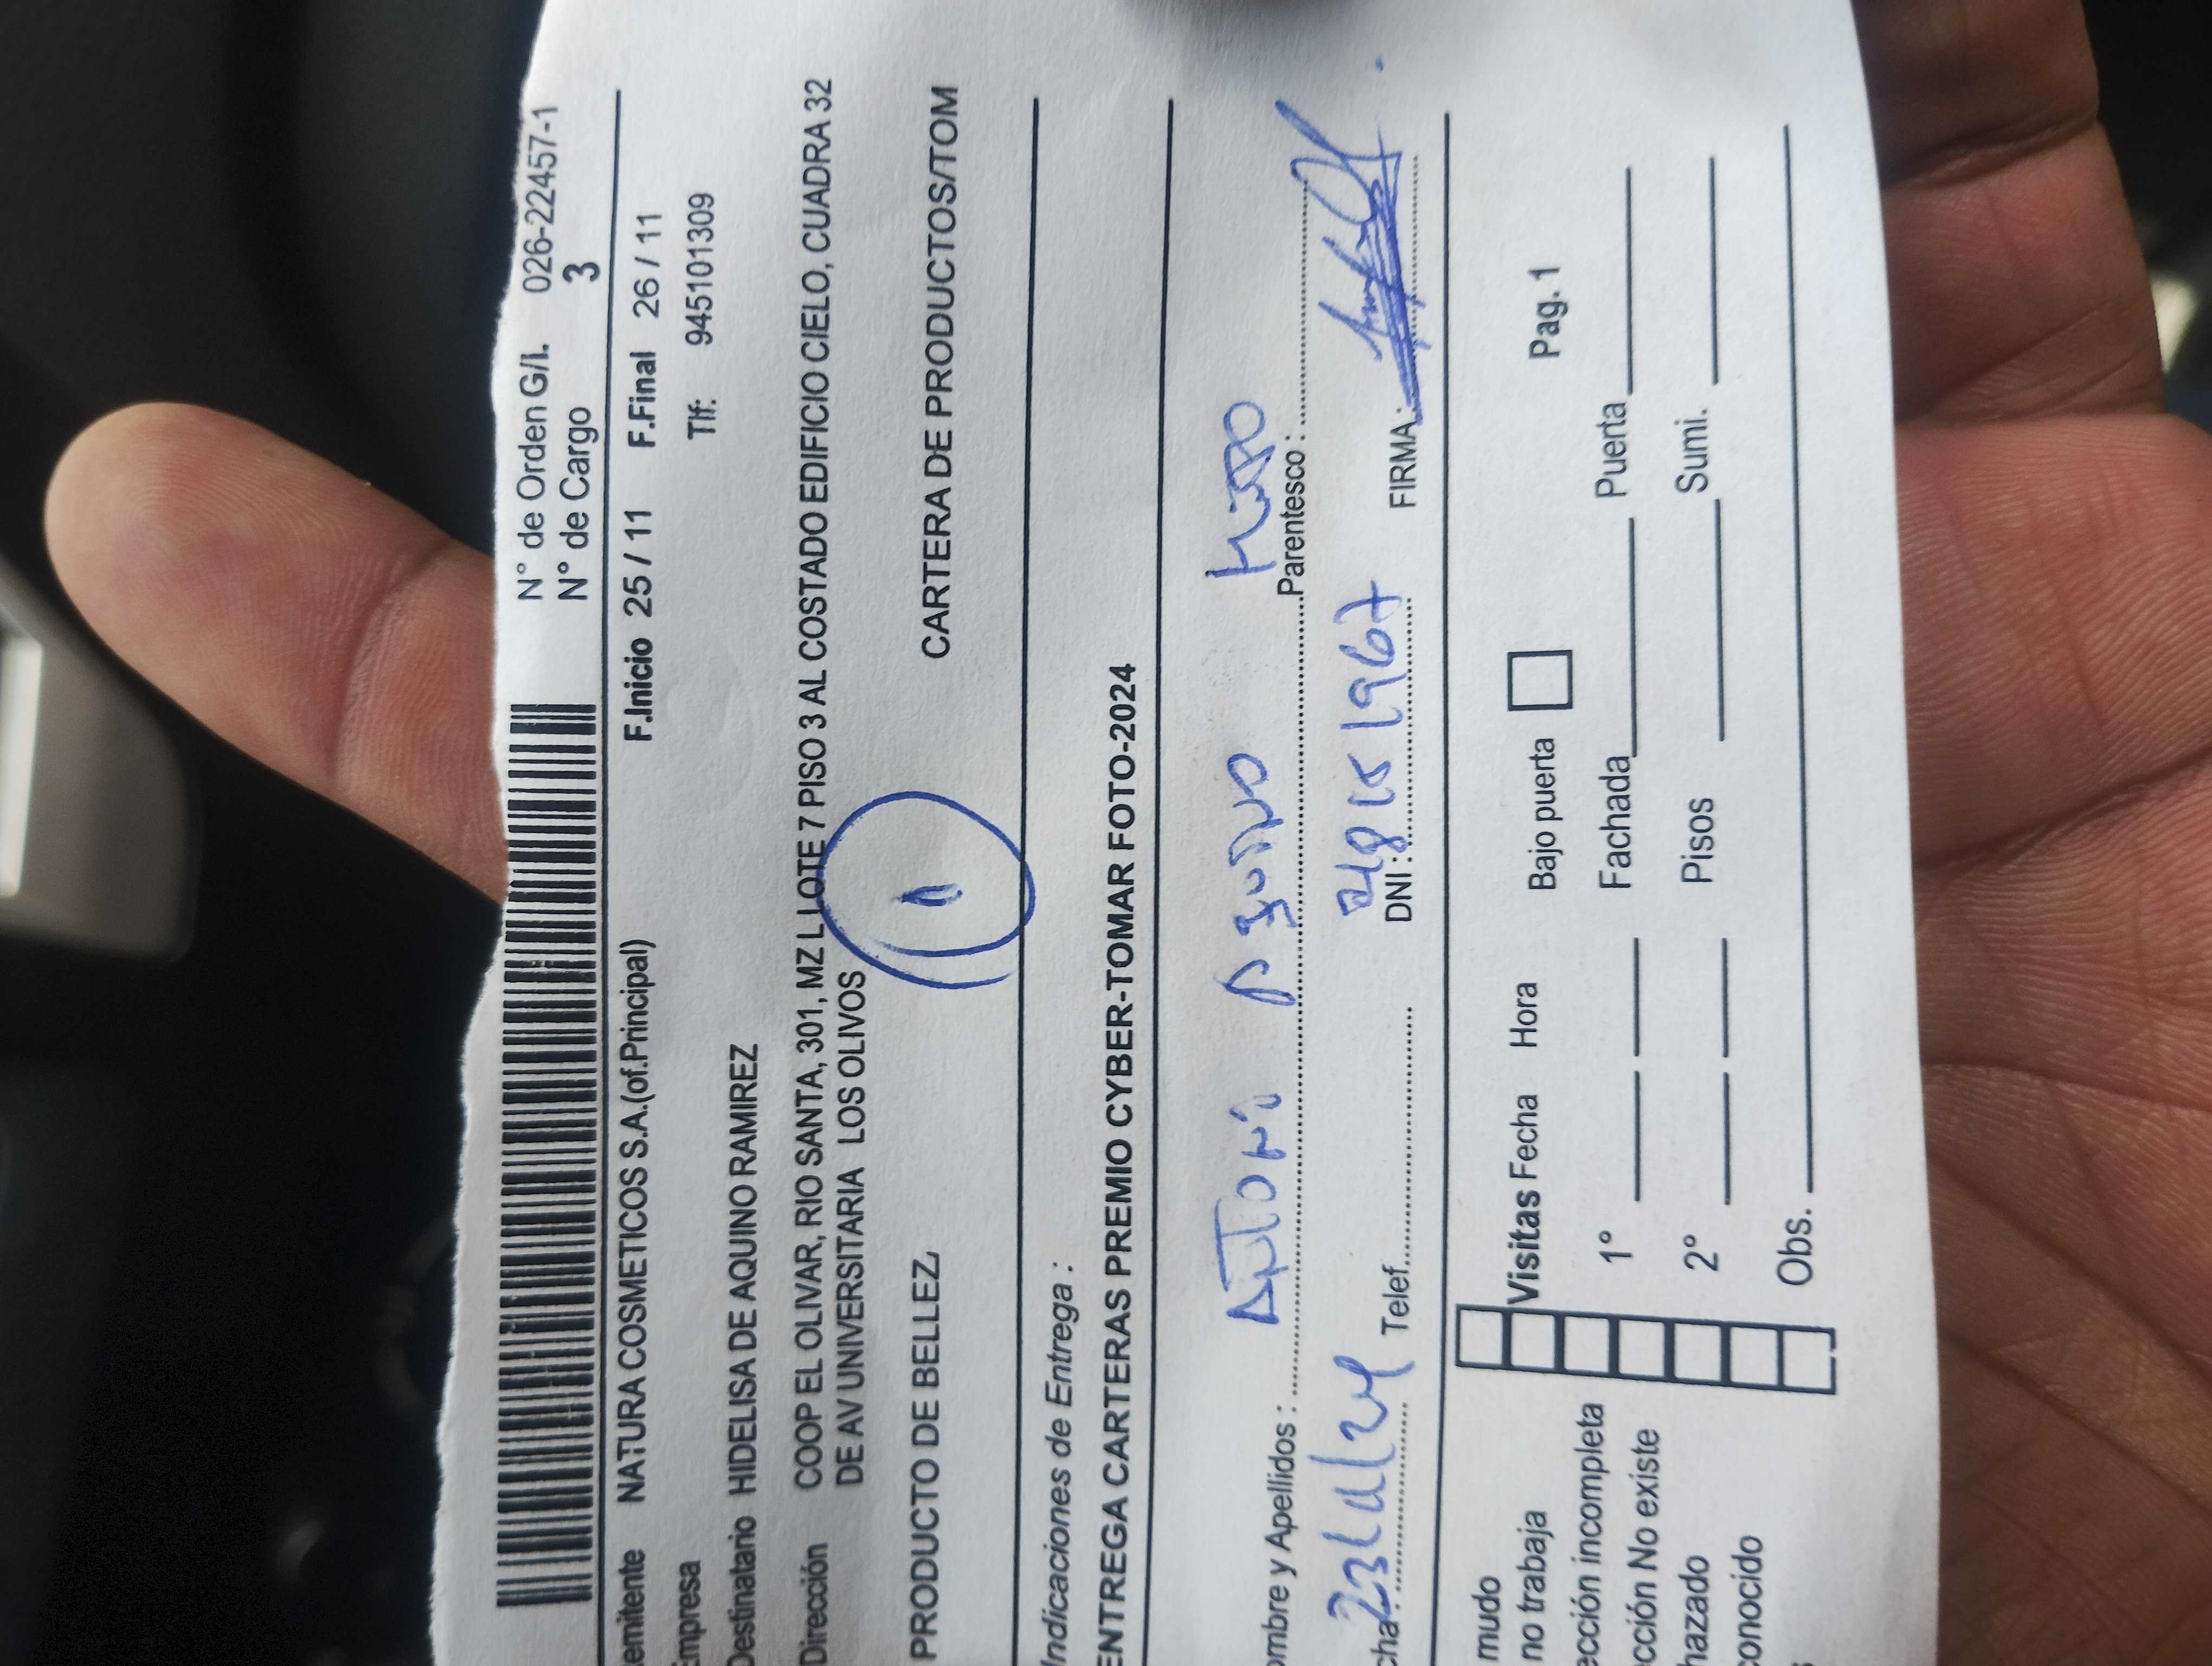 N° de Orden G/I. 026-22457-1
N° de Cargo 3
emitente NATURA COSMETICOS S.A.(of.Principal) F.Inicio 25 / 11 F.Final 26 / 11
Empresa Tlf: 945101309
Destinatario HIDELISA DE AQUINO RAMIREZ
Dirección COOP EL OLIVAR, RIO SANTA, 301, MZ L LOTE 7 PISO 3 AL COSTADO EDIFICIO CIELO, CUADRA 32
DE AV UNIVERSITARIA LOS OLIVOS
PRODUCTO DE BELLEZ, CARTERA DE PRODUCTOS/TOM
1
Indicaciones de Entrega :
ENTREGA CARTERAS PREMIO CYBER-TOMAR FOTO-2024
ombre y Apellidos : Parentesco :
cha Telef. DNI : FIRMA:
mudo
no trabaja Visitas Fecha Hora Bajo puerta Pag. 1
ección incompleta 1° Fachada Puerta
ección No existe
hazado 2° Pisos Sumi.
conocido
Obs.